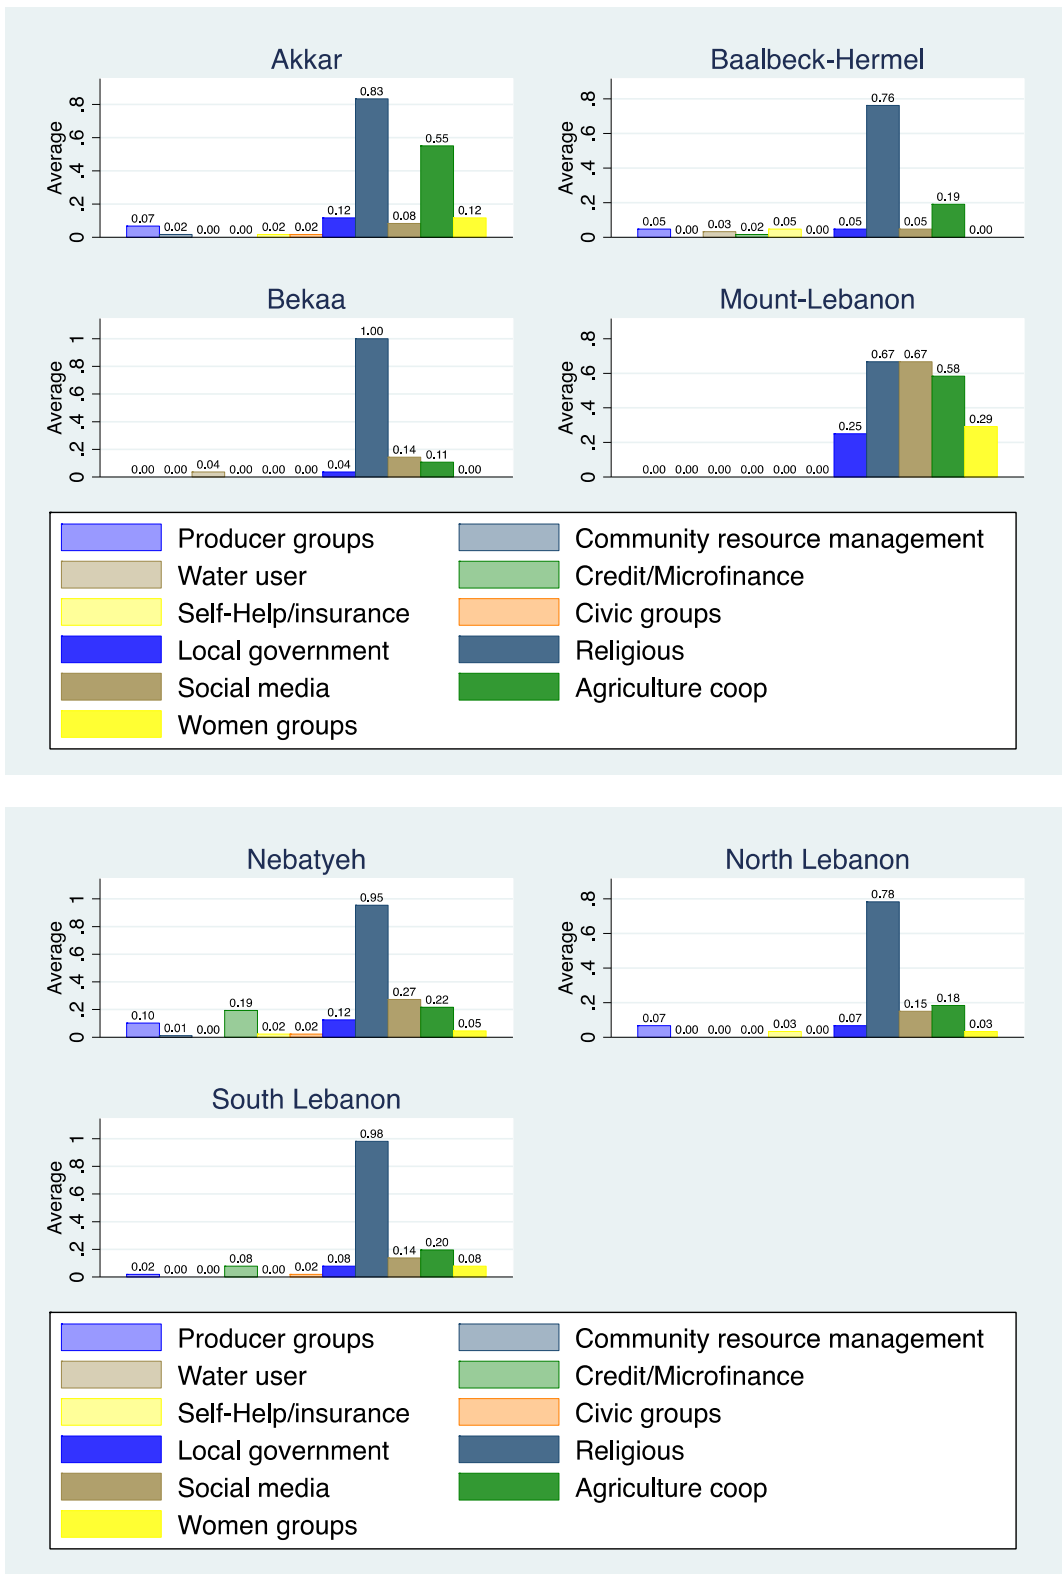 Akkar
Average
0 .2 .4 .6 .8
0.07 0.02 0.00 0.00 0.02 0.02 0.12 0.83 0.08 0.55 0.12
Baalbeck-Hermel
Average
0 .2 .4 .6 .8
0.05 0.00 0.03 0.02 0.05 0.00 0.05 0.76 0.05 0.19 0.00
Bekaa
Average
0 .2 .4 .6 .8 1
0.00 0.00 0.04 0.00 0.00 0.00 0.04 1.00 0.14 0.11 0.00
Mount-Lebanon
Average
0 .2 .4 .6 .8
0.00 0.00 0.00 0.00 0.00 0.00 0.25 0.67 0.67 0.58 0.29
Producer groups Community resource management
Water user Credit/Microfinance
Self-Help/insurance Civic groups
Local government Religious
Social media Agriculture coop
Women groups
Nebatyeh
Average
0 .2 .4 .6 .8 1
0.10 0.01 0.00 0.19 0.02 0.02 0.12 0.95 0.27 0.22 0.05
North Lebanon
Average
0 .2 .4 .6 .8
0.07 0.00 0.00 0.00 0.03 0.00 0.07 0.78 0.15 0.18 0.03
South Lebanon
Average
0 .2 .4 .6 .8 1
0.02 0.00 0.00 0.08 0.00 0.02 0.08 0.98 0.14 0.20 0.08
Producer groups Community resource management
Water user Credit/Microfinance
Self-Help/insurance Civic groups
Local government Religious
Social media Agriculture coop
Women groups